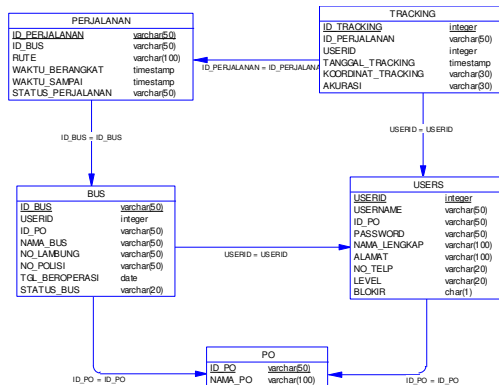 PERJALANAN
ID_PERJALANAN varchar(50)
ID_BUS varchar(50)
RUTE varchar(100)
WAKTU_BERANGKAT timestamp
WAKTU_SAMPAI timestamp
STATUS_PERJALANAN varchar(50)
TRACKING
ID_TRACKING integer
ID_PERJALANAN varchar(50)
USERID integer
TANGGAL_TRACKING timestamp
KOORDINAT_TRACKING varchar(30)
AKURASI varchar(30)
ID_PERJALANAN = ID_PERJALANA
ID_BUS = ID_BUS
USERID = USERID
BUS
ID_BUS varchar(50)
USERID integer
ID_PO varchar(50)
NAMA_BUS varchar(50)
NO_LAMBUNG varchar(50)
NO_POLISI varchar(50)
TGL_BEROPERASI date
STATUS_BUS varchar(20)
USERID = USERID
USERS
USERID integer
USERNAME varchar(50)
ID_PO varchar(50)
PASSWORD varchar(50)
NAMA_LENGKAP varchar(100)
ALAMAT varchar(100)
NO_TELP varchar(20)
LEVEL varchar(20)
BLOKIR char(1)
ID_PO = ID_PO
PO
ID_PO varchar(50)
NAMA_PO varchar(100)
ID_PO = ID_PO